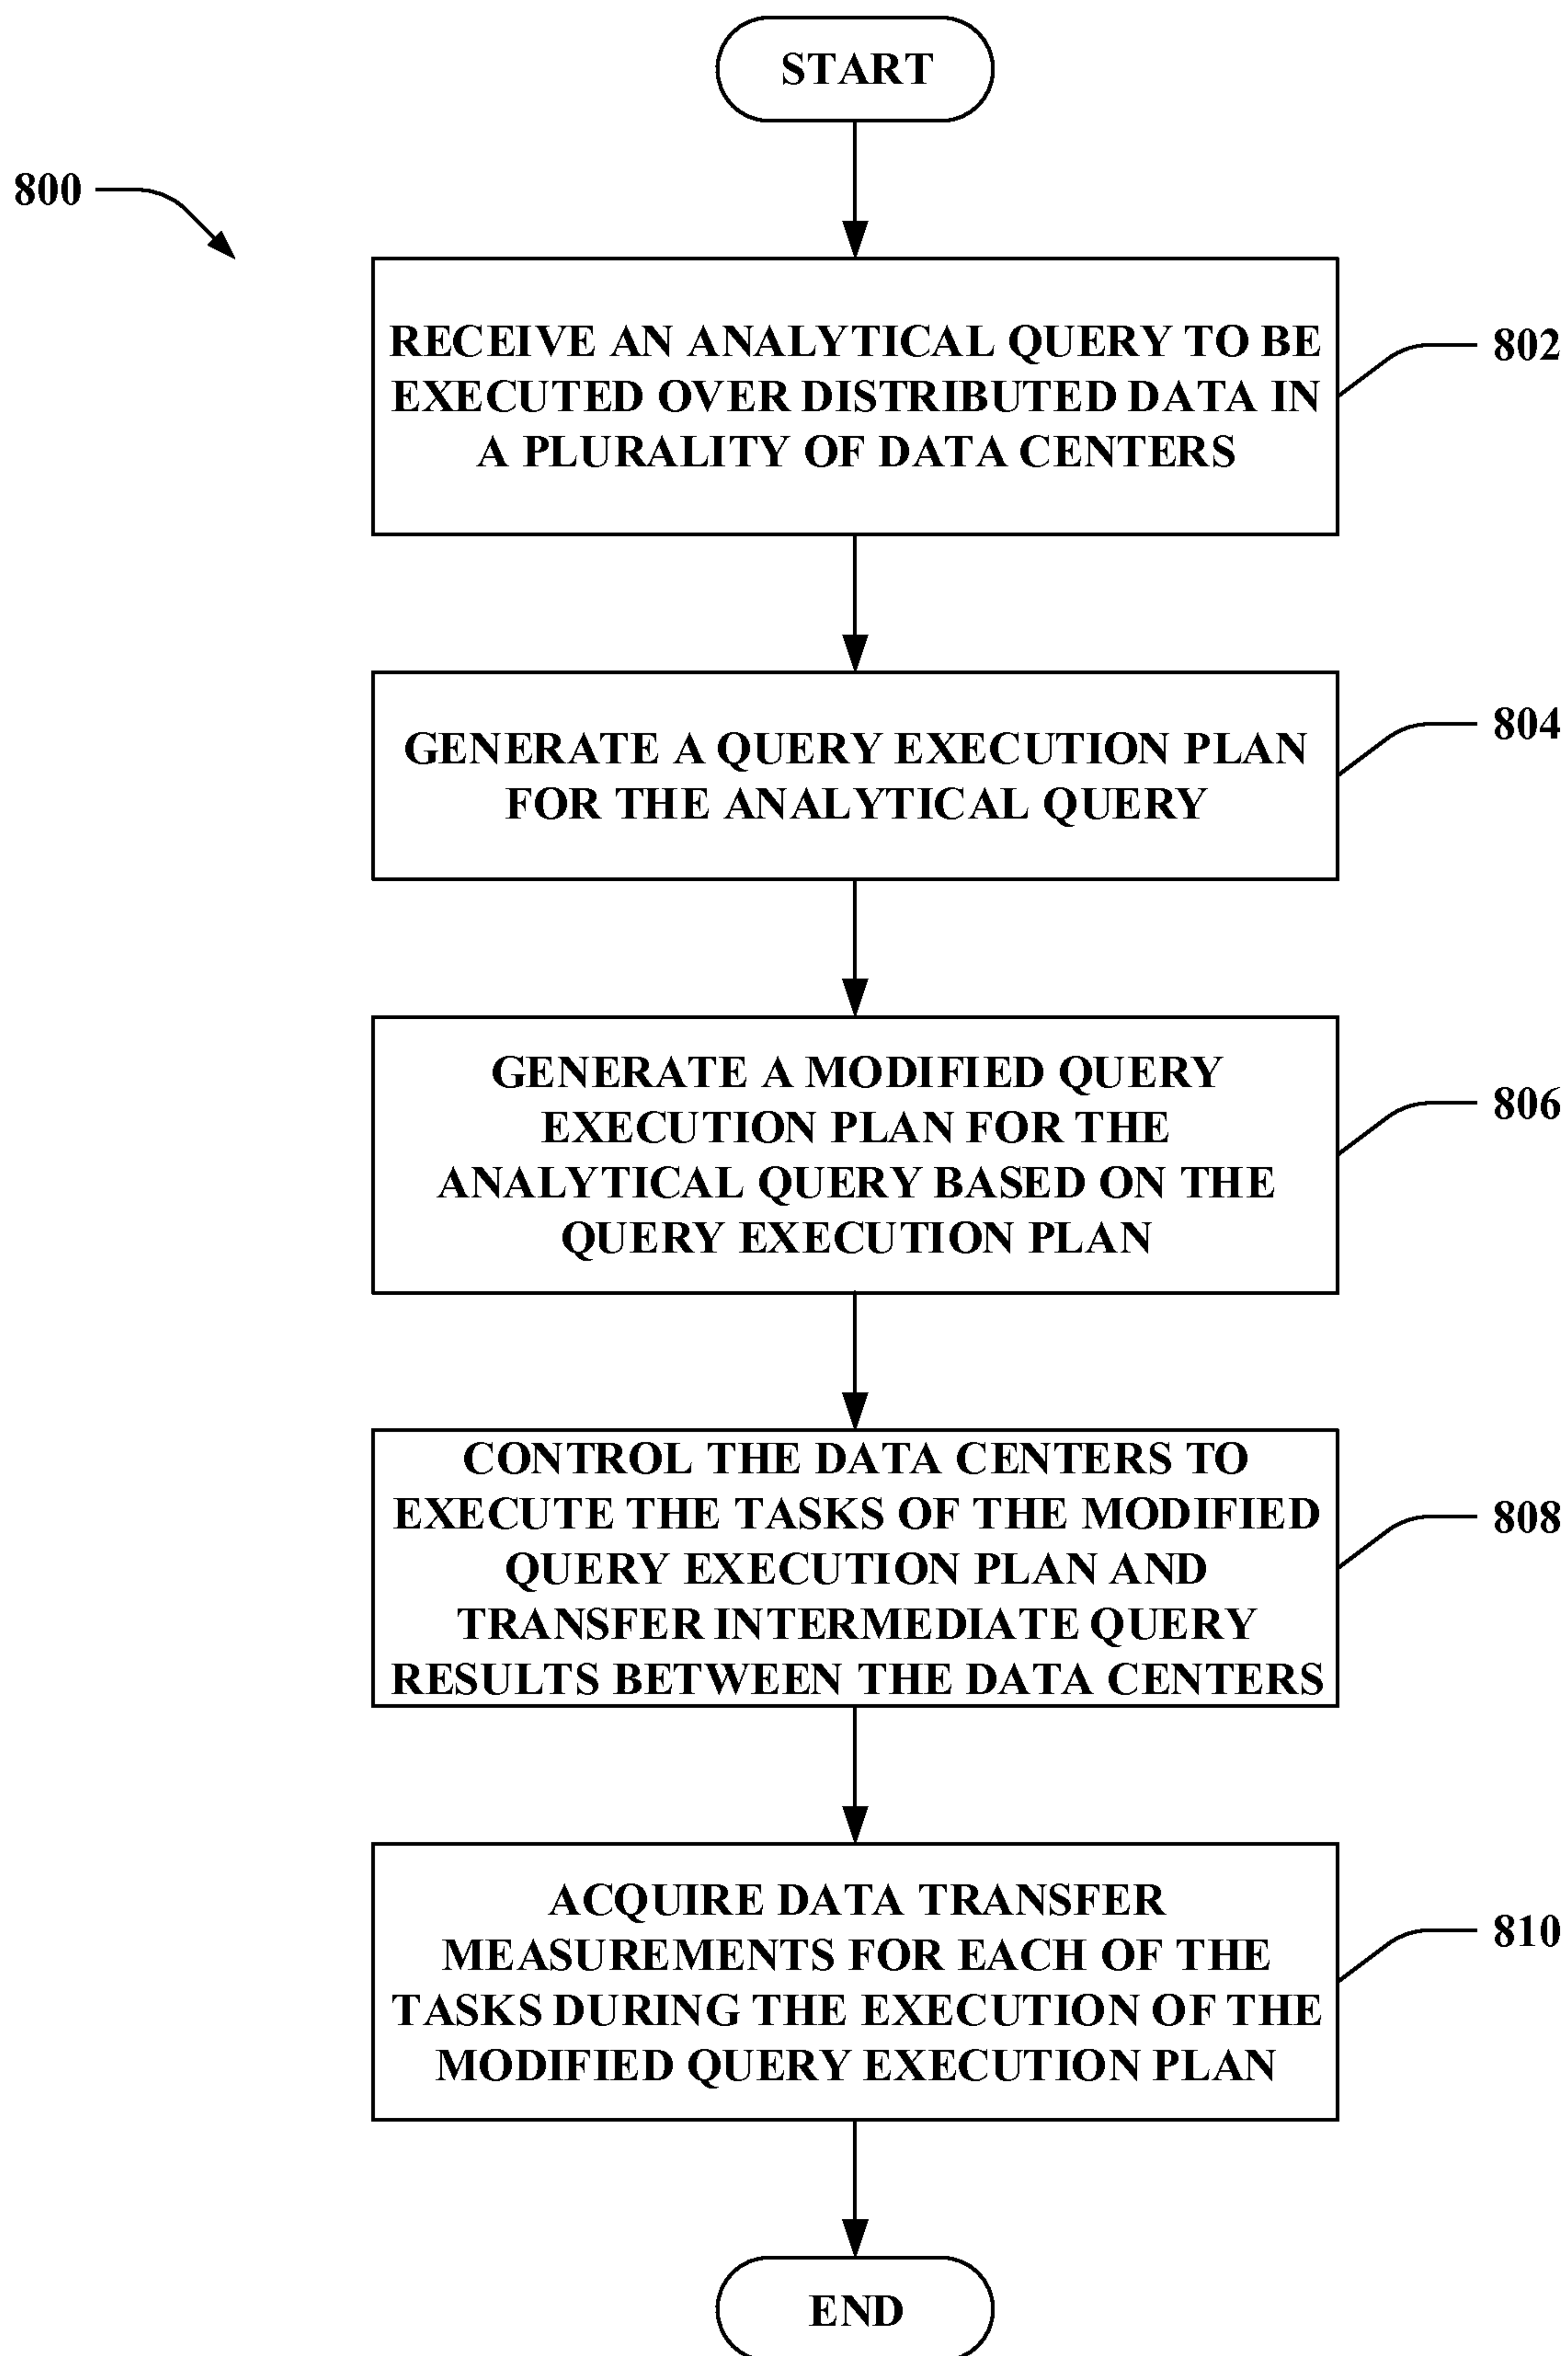 START
800
RECEIVE AN ANALYTICAL QUERY TO BE
EXECUTED OVER DISTRIBUTED DATA IN
A PLURALITY OF DATA CENTERS
802
GENERATE A QUERY EXECUTION PLAN
FOR THE ANALYTICAL QUERY
804
GENERATE A MODIFIED QUERY
EXECUTION PLAN FOR THE
ANALYTICAL QUERY BASED ON THE
QUERY EXECUTION PLAN
806
CONTROL THE DATA CENTERS TO
EXECUTE THE TASKS OF THE MODIFIED
QUERY EXECUTION PLAN AND
TRANSFER INTERMEDIATE QUERY
RESULTS BETWEEN THE DATA CENTERS
808
ACQUIRE DATA TRANSFER
MEASUREMENTS FOR EACH OF THE
TASKS DURING THE EXECUTION OF THE
MODIFIED QUERY EXECUTION PLAN
810
END